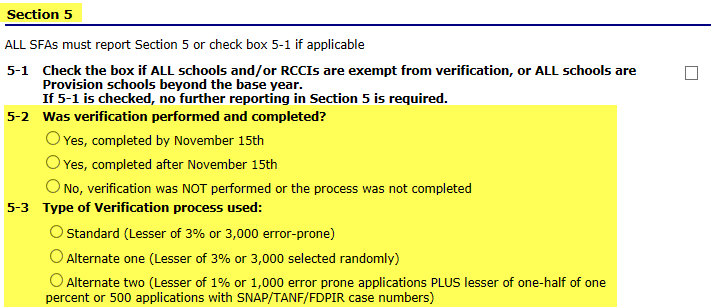 Section 5
ALL SFAs must report Section 5 or check box 5-1 if applicable
5-1 Check the box if ALL schools and/or RCCIs are exempt from verification, or ALL schools are
Provision schools beyond the base year.
If 5-1 is checked, no further reporting in Section 5 is required.
5-2 Was verification performed and completed?
Yes, completed by November 15th
Yes, completed after November 15th
No, verification was NOT performed or the process was not completed
5-3 Type of Verification process used:
Standard (Lesser of 3% or 3,000 error-prone)
Alternate one (Lesser of 3% or 3,000 selected randomly)
Alternate two (Lesser of 1% or 1,000 error prone applications PLUS lesser of one-half of one
percent or 500 applications with SNAP/TANF/FDPIR case numbers)